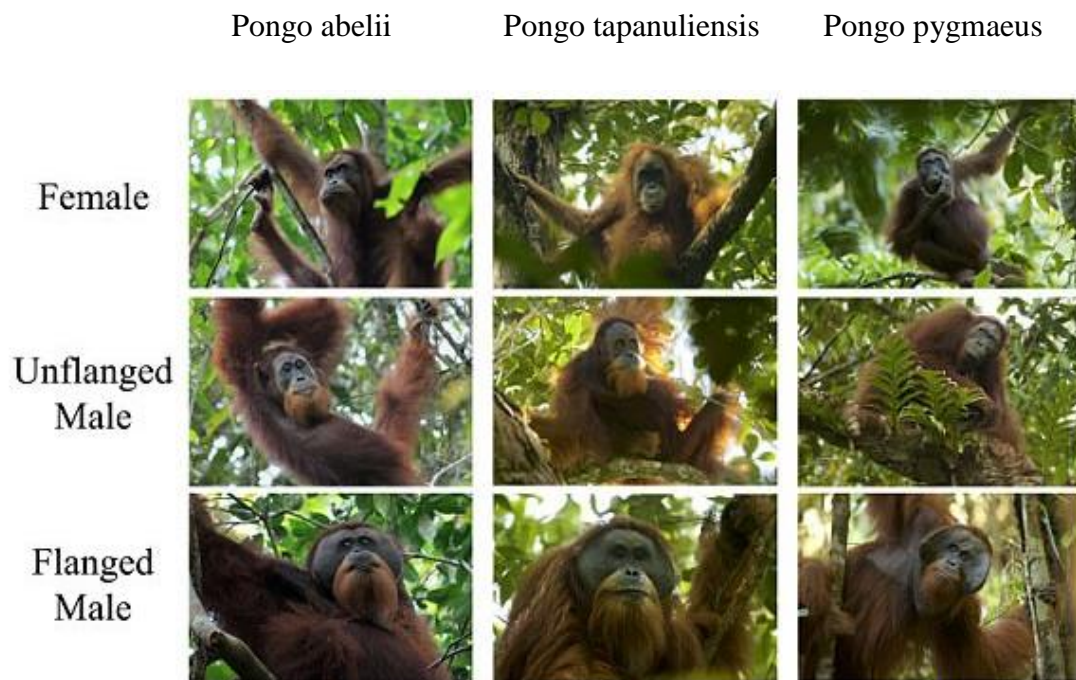 Pongo abelii Pongo tapanuliensis Pongo pygmaeus
Female
Unflanged
Male
Flanged
Male